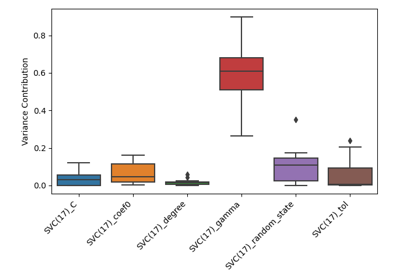 Variance Contribution
0.8
0.6
0.4
0.2
0.0
SVC(17)_C
SVC(17)_coef0
SVC(17)_degree
SVC(17)_gamma
SVC(17)_random_state
SVC(17)_tol